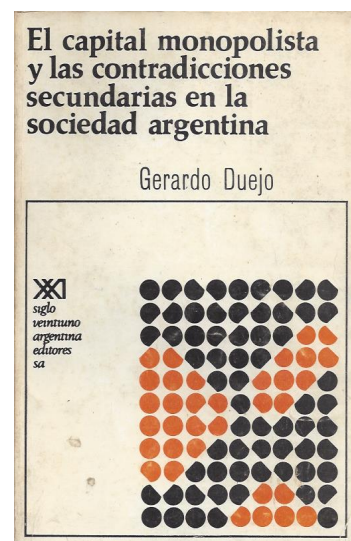 El capital monopolista
y las contradicciones
secundarias en la
sociedad argentina
Gerardo Duejo
XXI
siglo
veintiuno
argentina
editores
sa